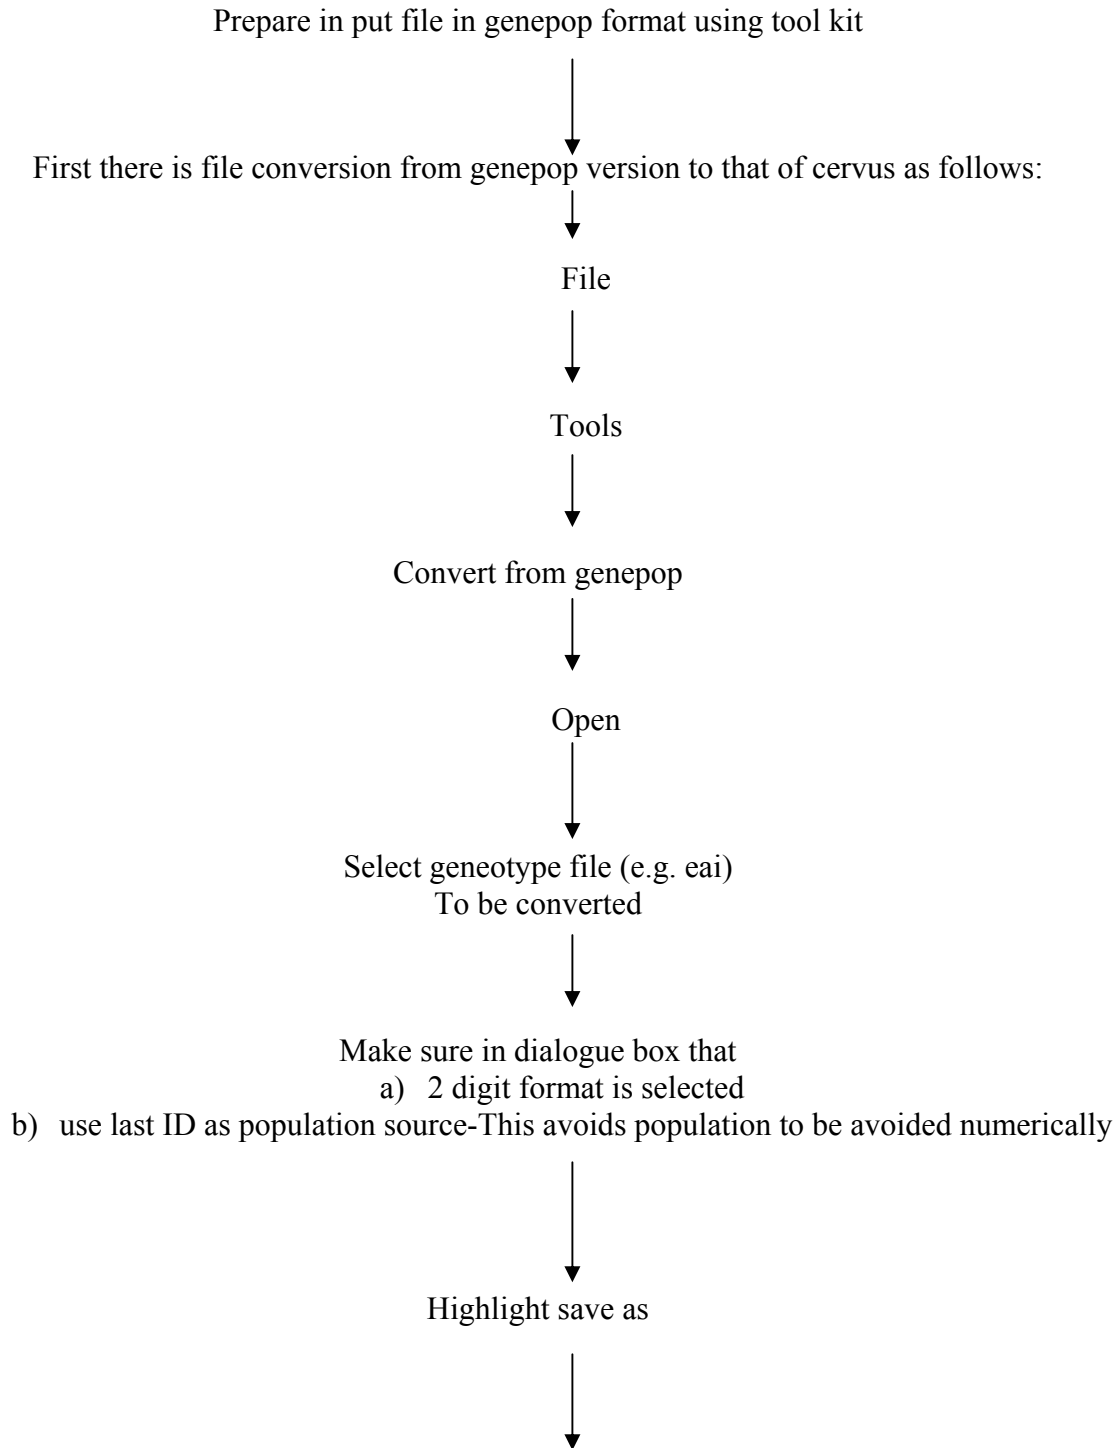 Prepare in put file in genepop format using tool kit
First there is file conversion from genepop version to that of cervus as follows:
File
Tools
Convert from genepop
Open
Select geneotype file (e.g. eai)
To be converted
Make sure in dialogue box that
a) 2 digit format is selected
b) use last ID as population source-This avoids population to be avoided numerically
Highlight save as